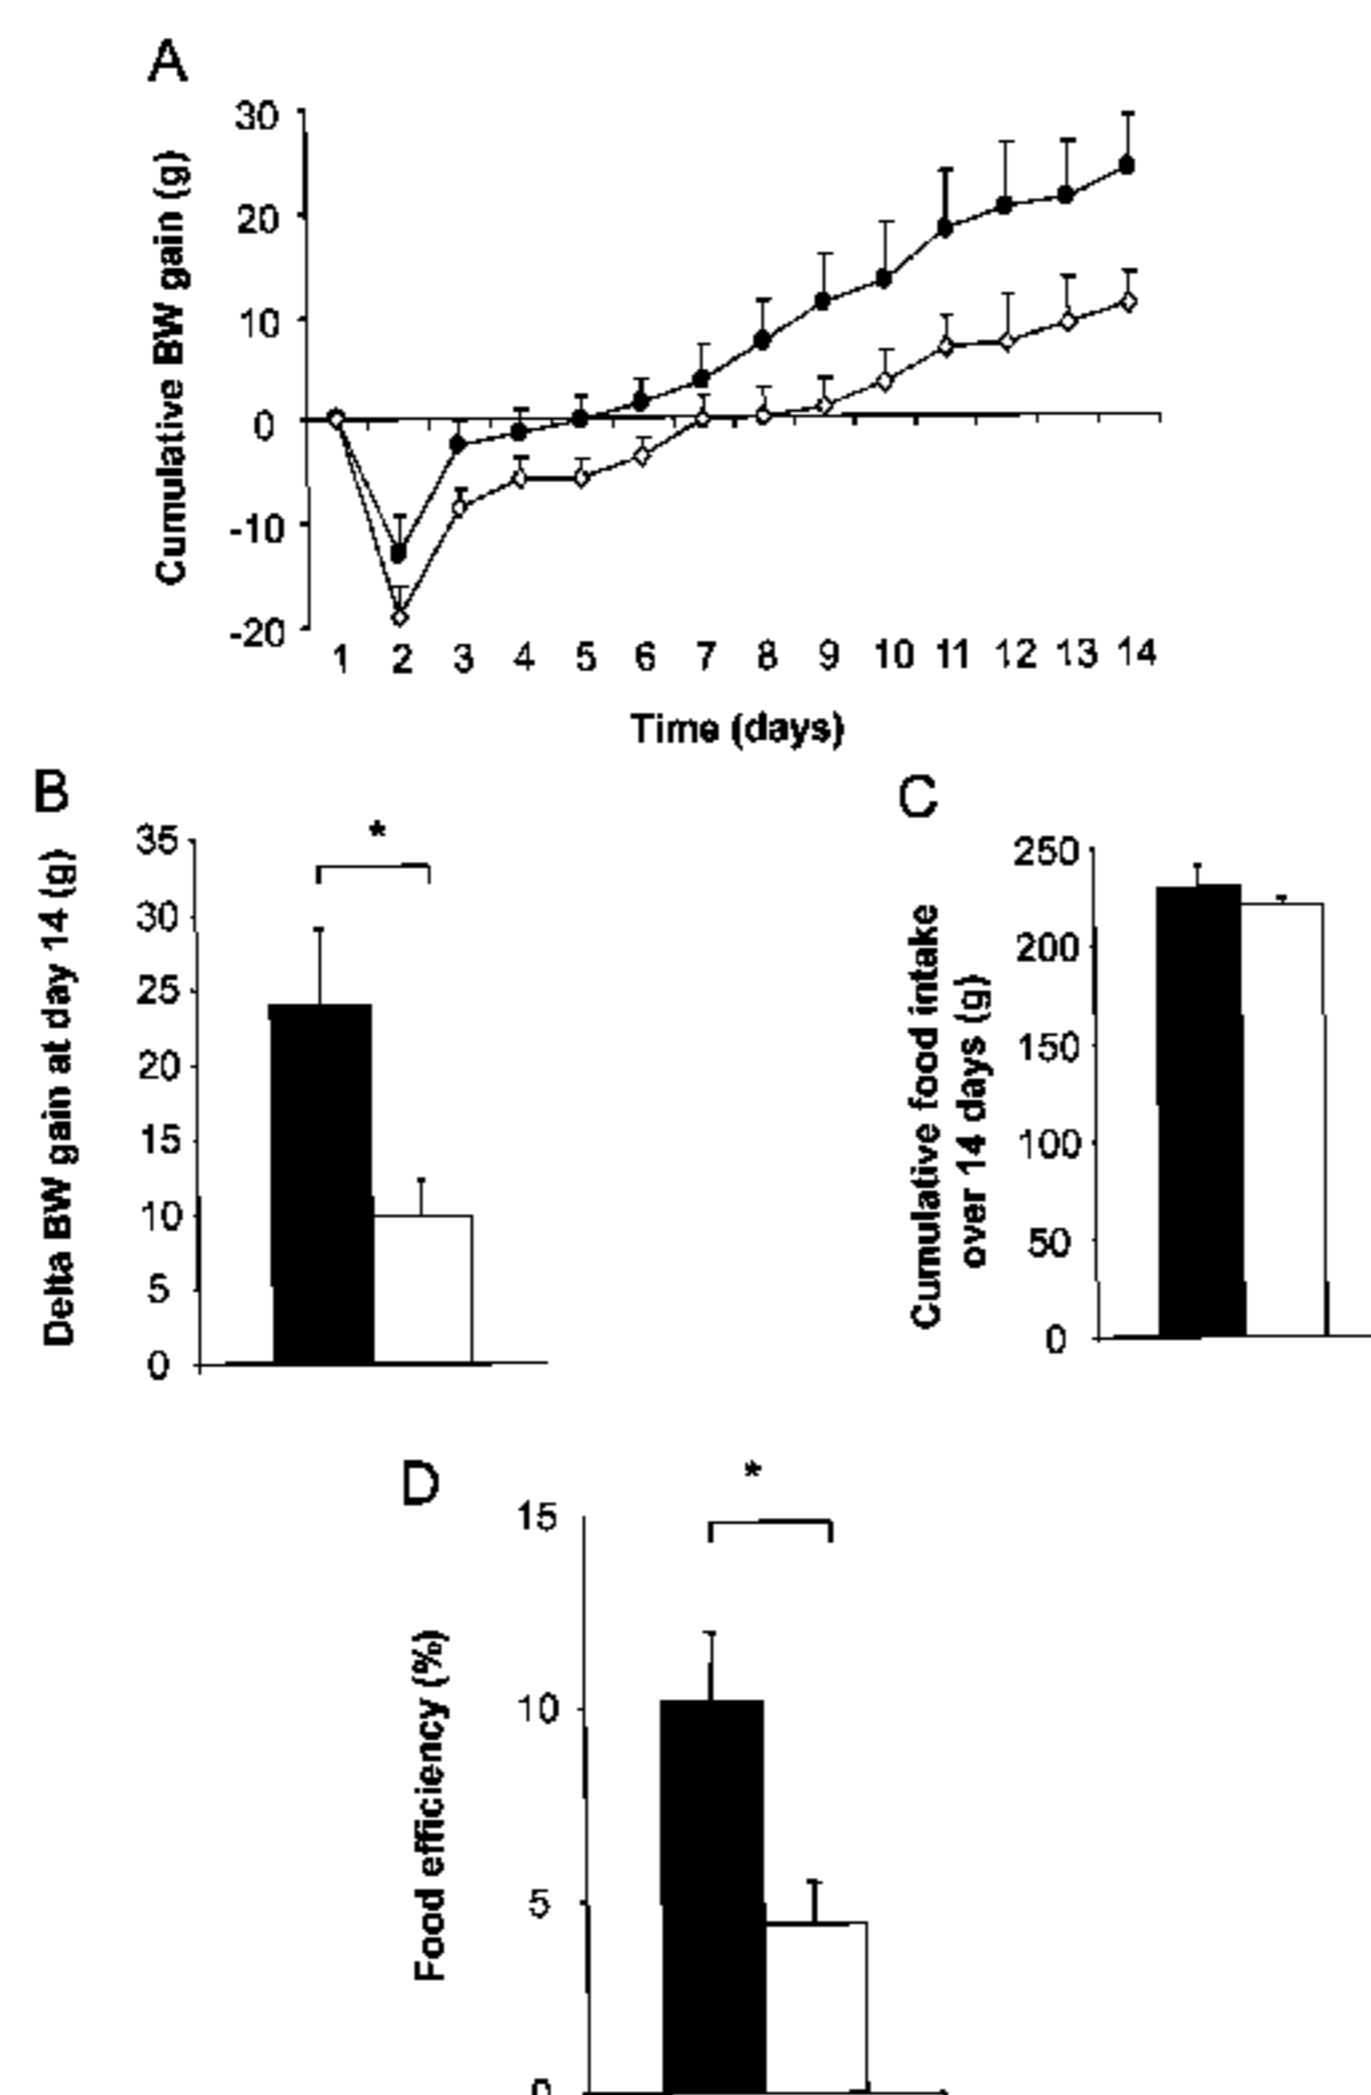 A
30
20
10
0
-10
-20
Cumulative BW gain (g)
1 2 3 4 5 6 7 8 9 10 11 12 13 14
Time (days)
B
35
30
25
20
15
10
5
0
Delta BW gain at day 14 (g)
*
C
250
200
150
100
50
0
Cumulative food intake
over 14 days (g)
D
15
10
5
0
Food efficiency (%)
*